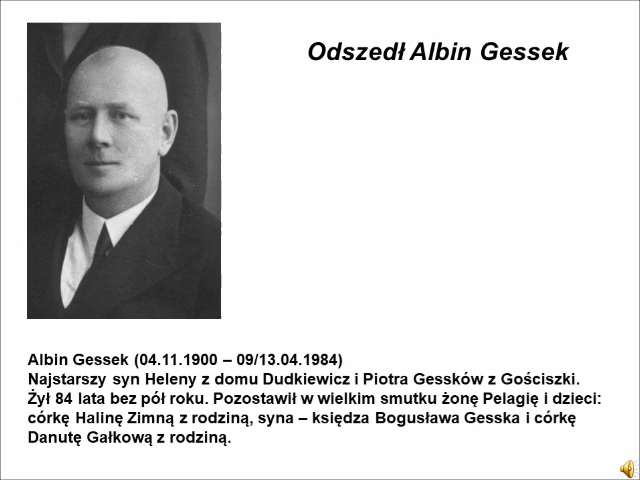 Odszedł Albin Gessek
Albin Gessek (04.11.1900 – 09/13.04.1984)
Najstarszy syn Heleny z domu Dudkiewicz i Piotra Gessków z Gościszki.
Żył 84 lata bez pół roku. Pozostawił w wielkim smutku żonę Pelagię i dzieci:
córkę Halinę Zimną z rodziną, syna – księdza Bogusława Gesska i córkę
Danutę Gałkową z rodziną.